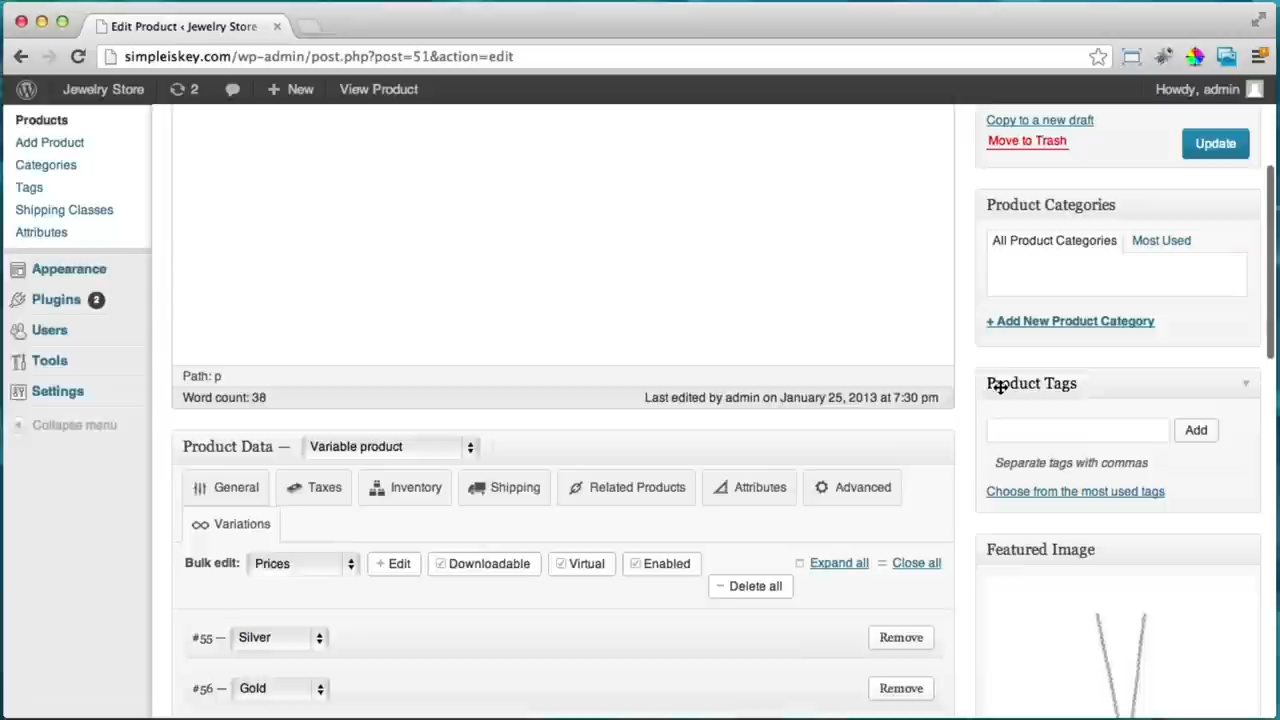 Edit Product ‹ Jewelry Store
simpleiskey.com/wp-admin/post.php?post=51&action=edit
Jewelry Store 2 New View Product Howdy, admin
Products
Add Product
Categories
Tags
Shipping Classes
Attributes
Appearance
Plugins 2
Users
Tools
Settings
Collapse menu
Path: p
Word count: 38 Last edited by admin on January 25, 2013 at 7:30 pm
Product Data — Variable product
General Taxes Inventory Shipping Related Products Attributes Advanced
Variations
Bulk edit: Prices + Edit Downloadable Virtual Enabled Expand all = Close all
− Delete all
#55 — Silver Remove
#56 — Gold Remove
Copy to a new draft
Move to Trash Update
Product Categories
All Product Categories Most Used
+ Add New Product Category
Product Tags
Add
Separate tags with commas
Choose from the most used tags
Featured Image